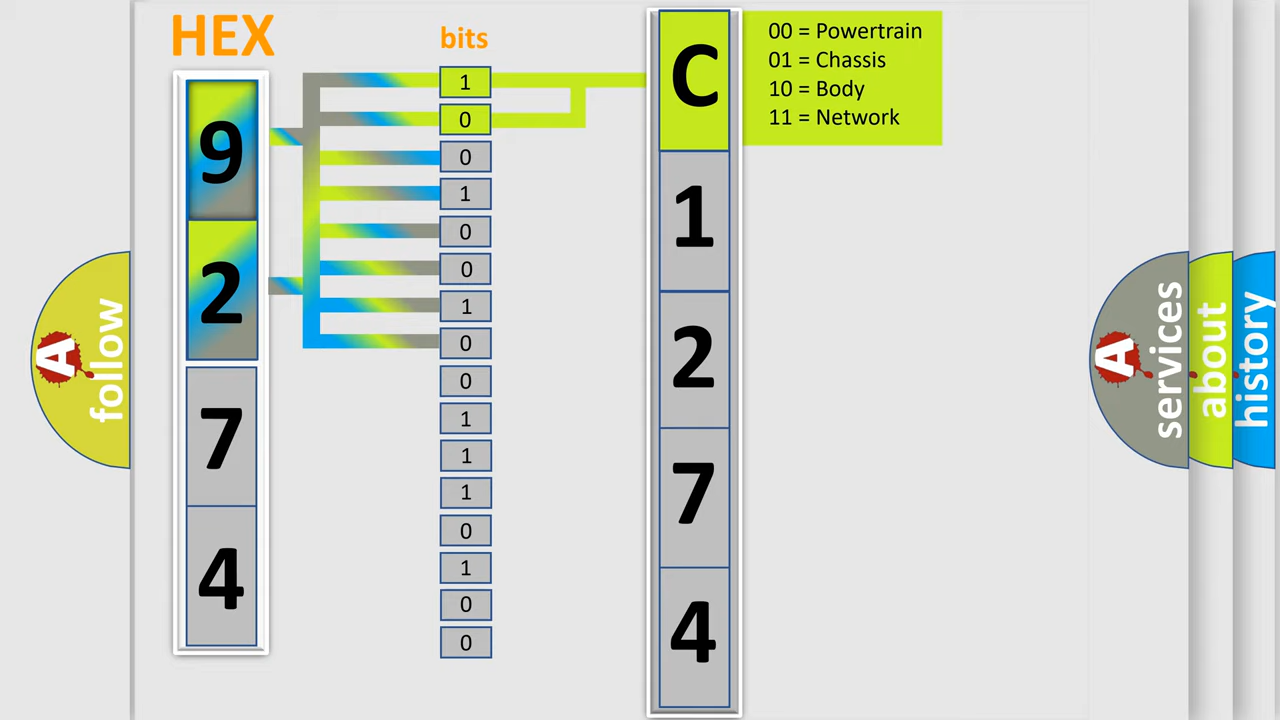 HEX
bits
9
2
7
4
1
0
0
1
0
0
1
0
0
1
1
1
0
1
0
0
C
1
2
7
4
00 = Powertrain
01 = Chassis
10 = Body
11 = Network
A
follow
A
services
about
history